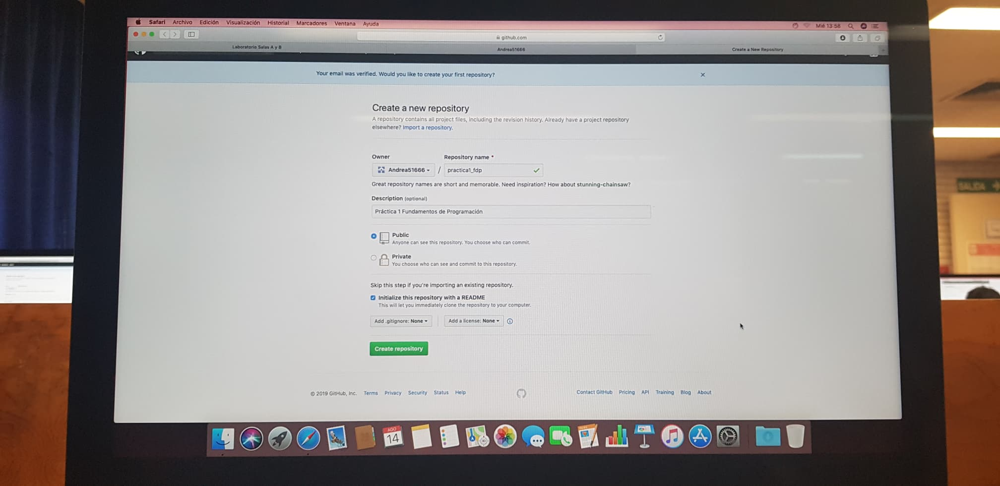 Safari Archivo Edición Visualización Historial Marcadores Ventana Ayuda
Mié 13:58
github.com
Laboratorio Salas A y B
Andrea51666
Create a New Repository
Your email was verified. Would you like to create your first repository?
Create a new repository
A repository contains all project files, including the revision history. Already have a project repository
elsewhere? Import a repository.
Owner
Repository name *
Andrea51666 / practica1_fdp
Great repository names are short and memorable. Need inspiration? How about stunning-chainsaw?
Description (optional)
Práctica 1 Fundamentos de Programación
Public
Anyone can see this repository. You choose who can commit.
Private
You choose who can see and commit to this repository.
Skip this step if you're importing an existing repository.
Initialize this repository with a README
This will let you immediately clone the repository to your computer.
Add .gitignore: None
Add a license: None
Create repository
© 2019 GitHub, Inc. Terms Privacy Security Status Help
Contact GitHub Pricing API Training Blog About
AGO
14
3D
SALIDA